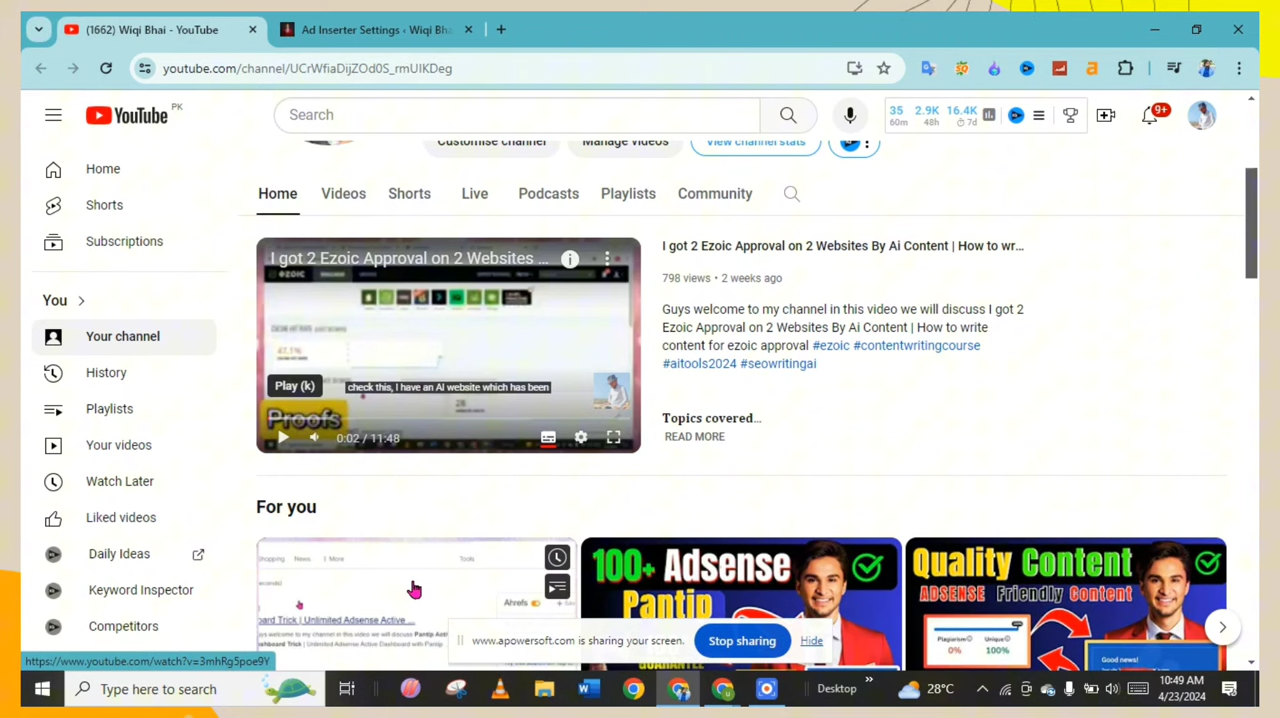 (1662) Wiqi Bhai - YouTube
Ad Inserter Settings ‹ Wiqi Bha
youtube.com/channel/UCrWfiaDijZOd0S_rmUIKDeg
YouTube PK
Search
35 2.9K 16.4K
60m 48h 7d
9+
Customise channel Manage videos View channel stats
Home Videos Shorts Live Podcasts Playlists Community
Home
Shorts
Subscriptions
You
Your channel
History
Playlists
Your videos
Watch Later
Liked videos
Daily Ideas
Keyword Inspector
Competitors
I got 2 Ezoic Approval on 2 Websites ...
EZOIC
47.1%
28
Play (k)
check this, I have an AI website which has been
Proofs
0:02 / 11:48
I got 2 Ezoic Approval on 2 Websites By Ai Content | How to wr...
798 views • 2 weeks ago
Guys welcome to my channel in this video we will discuss I got 2
Ezoic Approval on 2 Websites By Ai Content | How to write
content for ezoic approval #ezoic #contentwritingcourse
#aitools2024 #seowritingai
Topics covered...
READ MORE
For you
Shopping News More Tools
Ahrefs
oard Trick | Unlimited Adsense Active ...
100+ Adsense
Pantip
GUARANTEE
Quality Content
ADSENSE Friendly Content
Plagiarism Unique
0% 100%
Good news!
www.apowersoft.com is sharing your screen.
Stop sharing
Hide
https://www.youtube.com/watch?v=3mhRg5poe9Y
Type here to search
Desktop
28°C
10:49 AM
4/23/2024